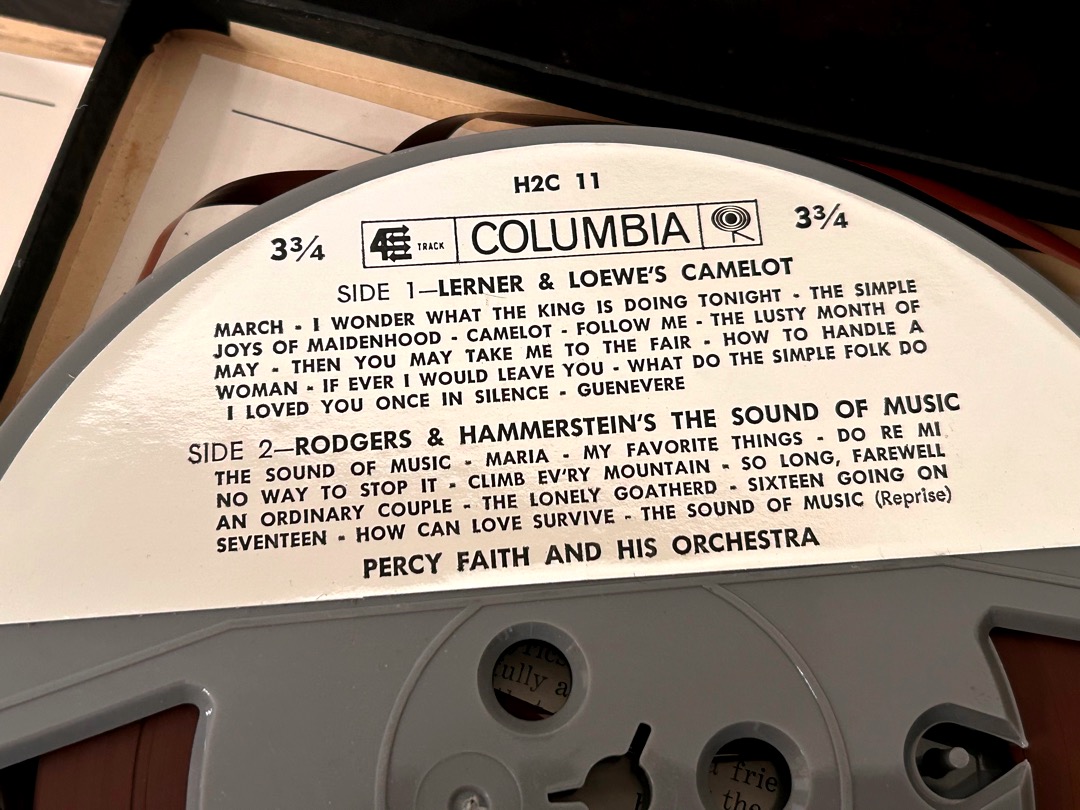 H2C 11
3¾ 4 TRACK COLUMBIA 3¾
SIDE 1—LERNER & LOEWE'S CAMELOT
MARCH - I WONDER WHAT THE KING IS DOING TONIGHT - THE SIMPLE
JOYS OF MAIDENHOOD - CAMELOT - FOLLOW ME - THE LUSTY MONTH OF
MAY - THEN YOU MAY TAKE ME TO THE FAIR - HOW TO HANDLE A
WOMAN - IF EVER I WOULD LEAVE YOU - WHAT DO THE SIMPLE FOLK DO
I LOVED YOU ONCE IN SILENCE - GUENEVERE
SIDE 2—RODGERS & HAMMERSTEIN'S THE SOUND OF MUSIC
THE SOUND OF MUSIC - MARIA - MY FAVORITE THINGS - DO RE MI
NO WAY TO STOP IT - CLIMB EV'RY MOUNTAIN - SO LONG, FAREWELL
AN ORDINARY COUPLE - THE LONELY GOATHERD - SIXTEEN GOING ON
SEVENTEEN - HOW CAN LOVE SURVIVE - THE SOUND OF MUSIC (Reprise)
PERCY FAITH AND HIS ORCHESTRA
ully a
frie
the